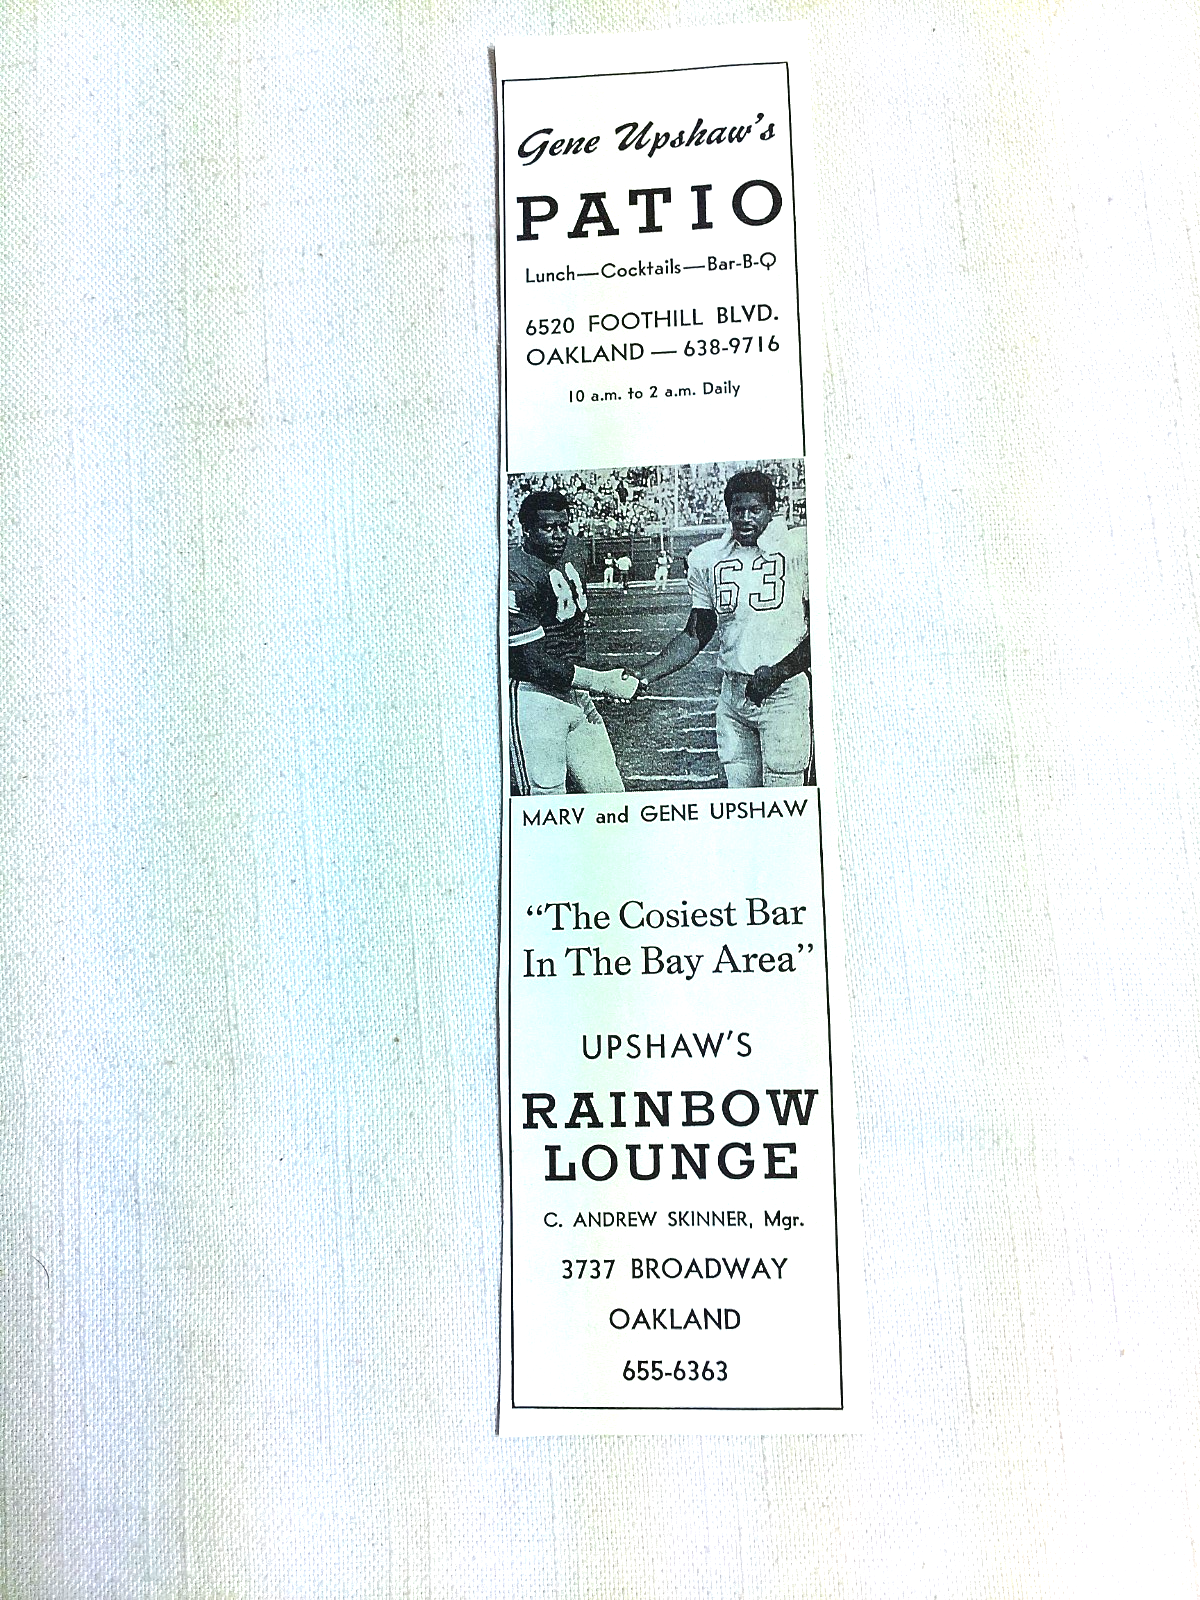 Gene Upshaw's
PATIO
Lunch—Cocktails—Bar-B-Q
6520 FOOTHILL BLVD.
OAKLAND — 638-9716
10 a.m. to 2 a.m. Daily
81
63
MARV and GENE UPSHAW
“The Cosiest Bar
In The Bay Area”
UPSHAW'S
RAINBOW
LOUNGE
C. ANDREW SKINNER, Mgr.
3737 BROADWAY
OAKLAND
655-6363